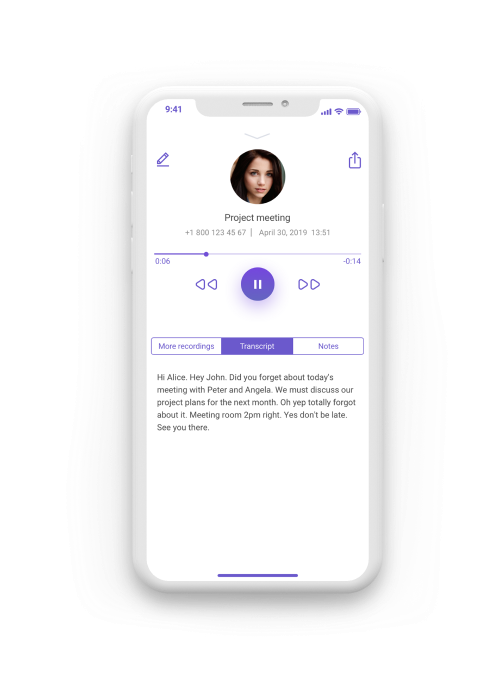 9:41
Project meeting
+1 800 123 45 67 | April 30, 2019 13:51
0:06 -0:14
More recordings Transcript Notes
Hi Alice. Hey John. Did you forget about today's
meeting with Peter and Angela. We must discuss our
project plans for the next month. Oh yep totally forgot
about it. Meeting room 2pm right. Yes don't be late.
See you there.